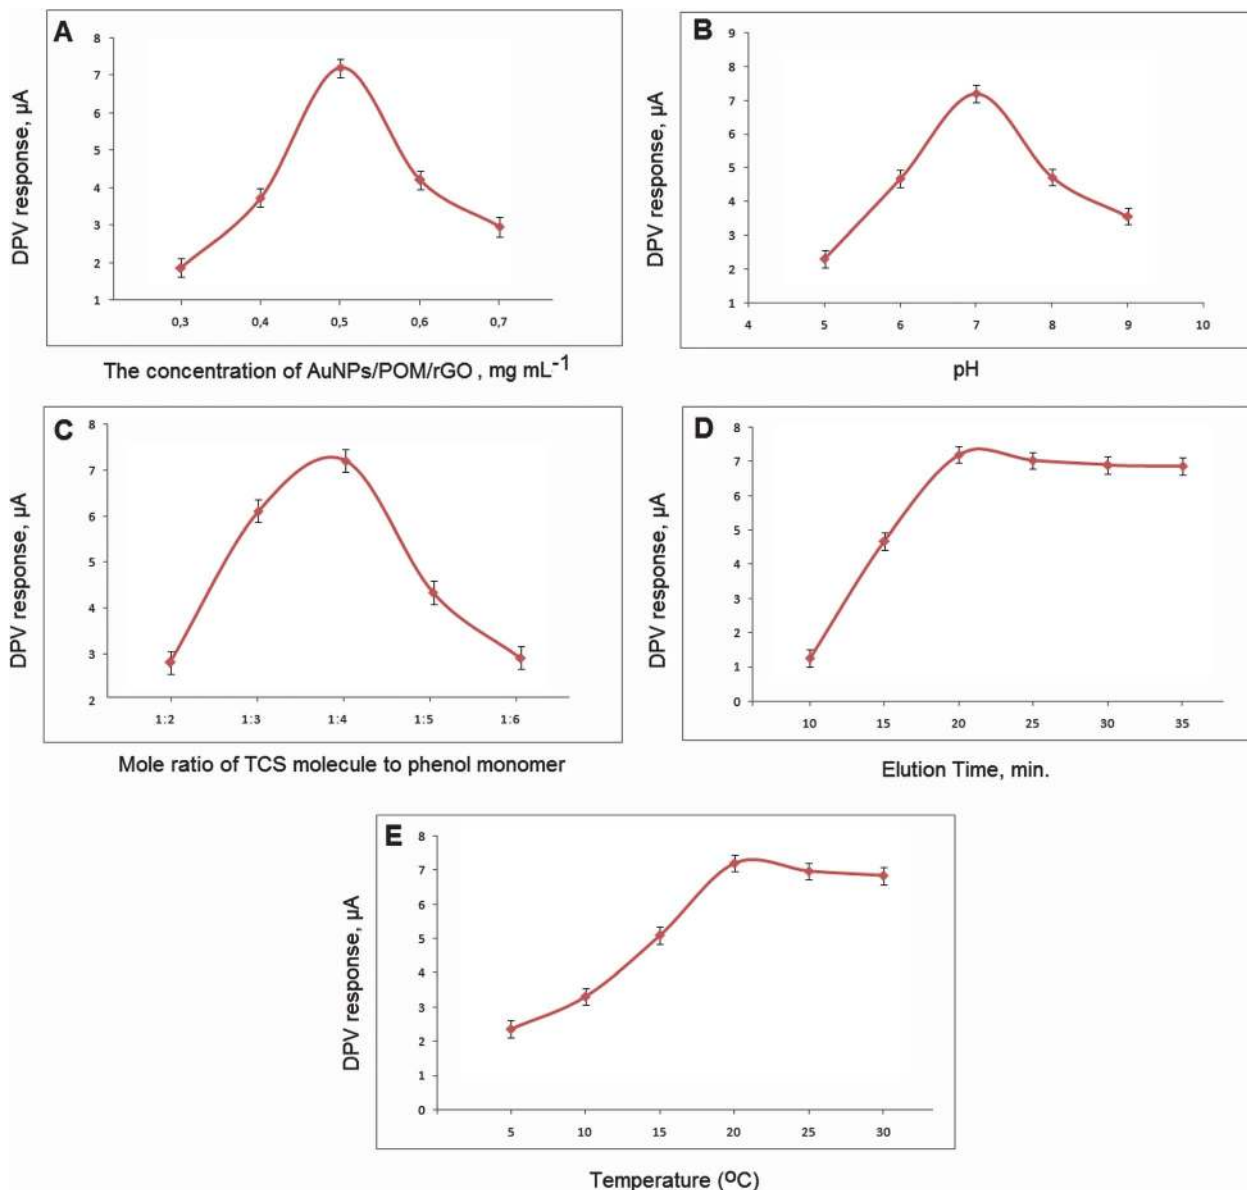 A
8
7
6
5
4
3
2
1
0,3 0,4 0,5 0,6 0,7
DPV response, µA
The concentration of AuNPs/POM/rGO , mg mL-1
B
9
8
7
6
5
4
3
2
1
4 5 6 7 8 9 10
DPV response, µA
pH
C
8
7
6
5
4
3
2
1:2 1:3 1:4 1:5 1:6
DPV response, µA
Mole ratio of TCS molecule to phenol monomer
D
8
7
6
5
4
3
2
1
0
10 15 20 25 30 35
DPV response, µA
Elution Time, min.
E
8
7
6
5
4
3
2
1
0
5 10 15 20 25 30
DPV response, µA
Temperature (ºC)